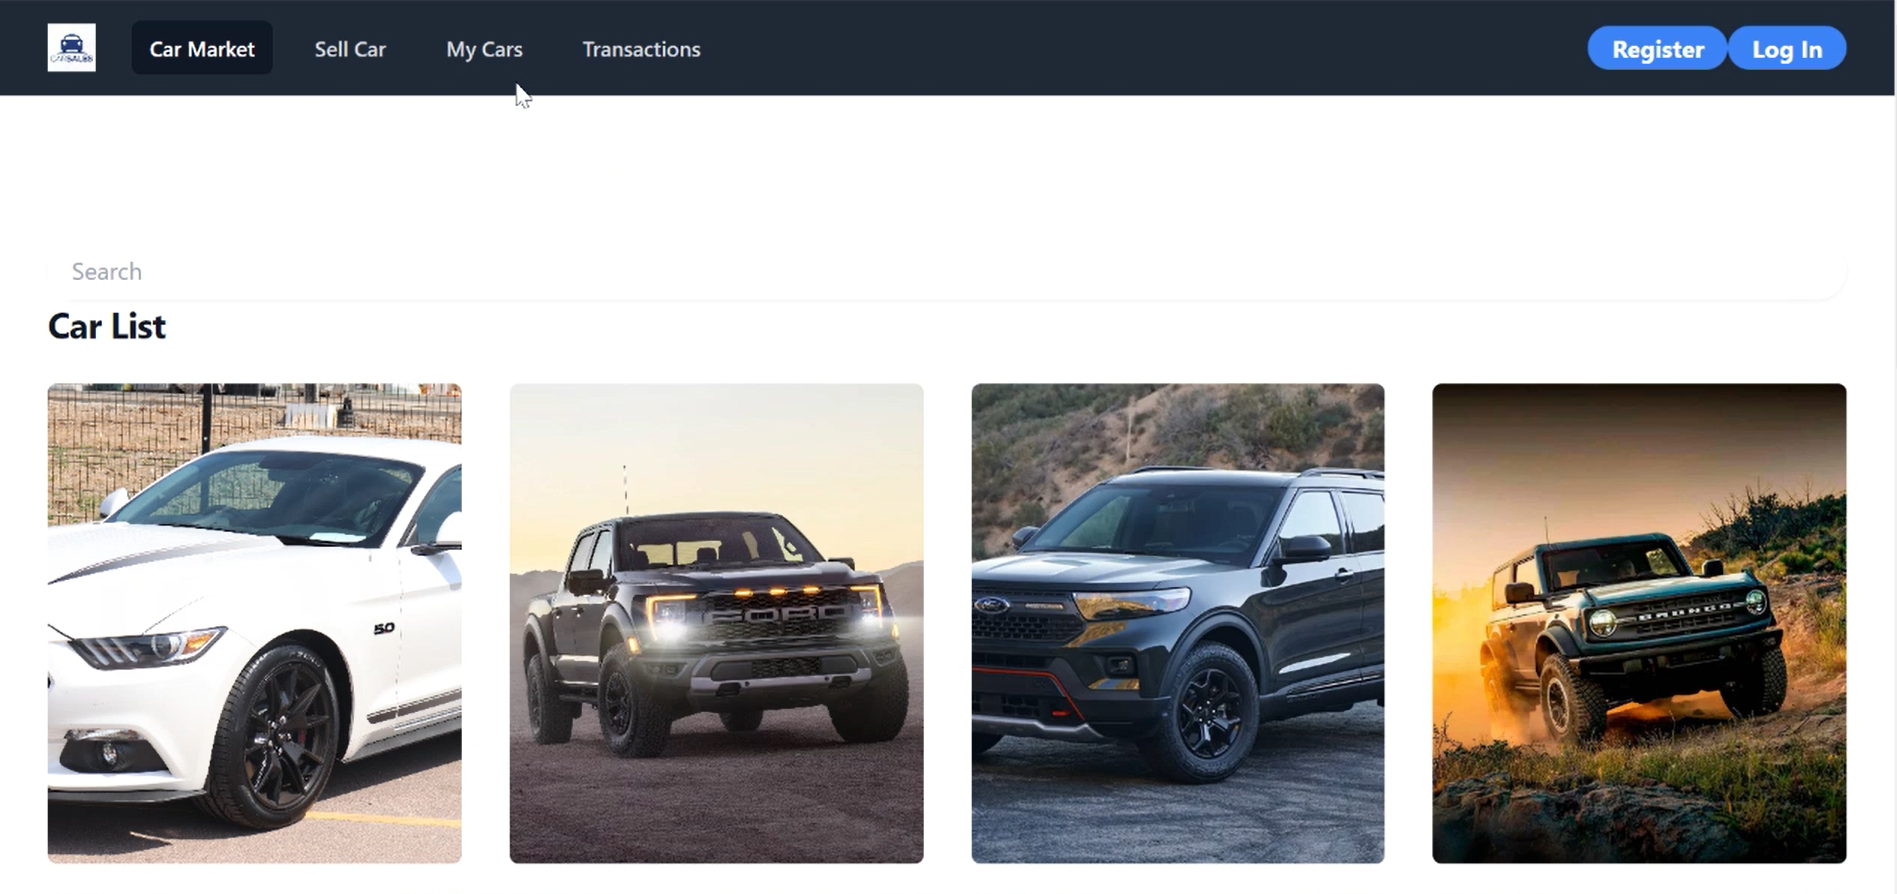 CARSALES
Car Market
Sell Car
My Cars
Transactions
Register
Log In
Search
Car List
5.0
FORD
BRONCO